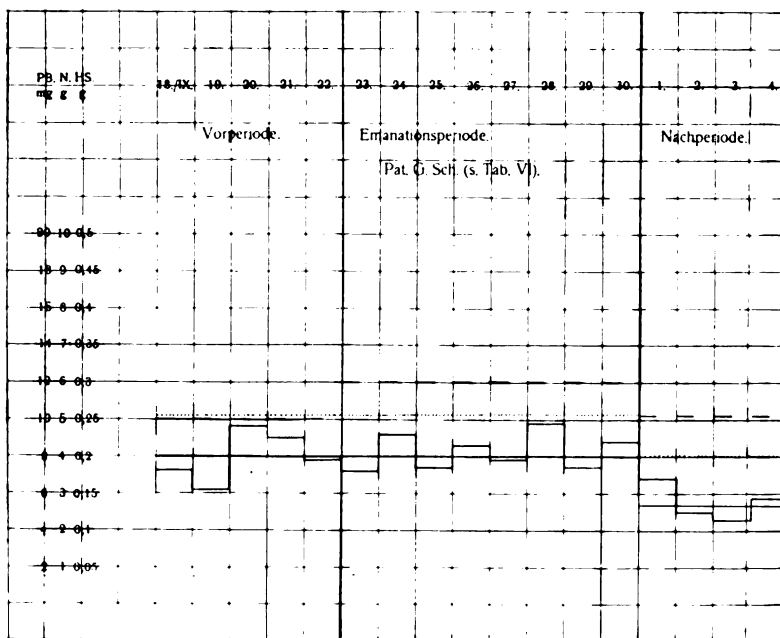 PB. N. HS. 18./IX. 19. 20. 21. 22. 23. 24. 25. 26. 27. 28. 29. 30. 1. 2. 3. 4.
mg g g
Vorperiode. Emanationsperiode. Nachperiode.
Pat. G. Sch. (s. Tab. VI).
20 10 0,5
18 9 0,45
16 8 0,4
14 7 0,35
12 6 0,3
10 5 0,25
8 4 0,2
6 3 0,15
4 2 0,1
2 1 0,05